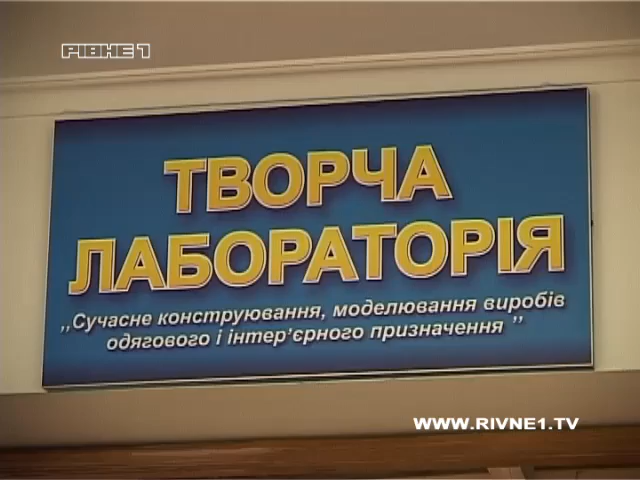 РІВНЕ 1
ТВОРЧА
ЛАБОРАТОРІЯ
,,Сучасне конструювання, моделювання виробів
одягового і інтер'єрного призначення ”
WWW.RIVNE1.TV